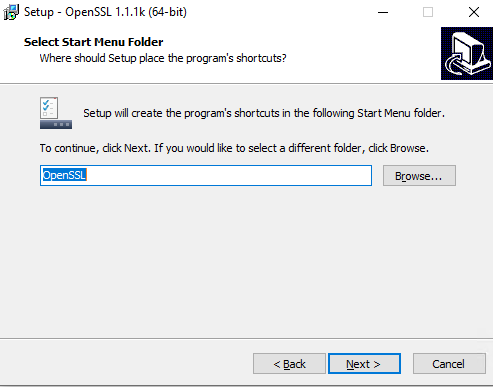 Setup - OpenSSL 1.1.1k (64-bit)
Select Start Menu Folder
Where should Setup place the program's shortcuts?
Setup will create the program's shortcuts in the following Start Menu folder.
To continue, click Next. If you would like to select a different folder, click Browse.
OpenSSL
Browse...
< Back
Next >
Cancel